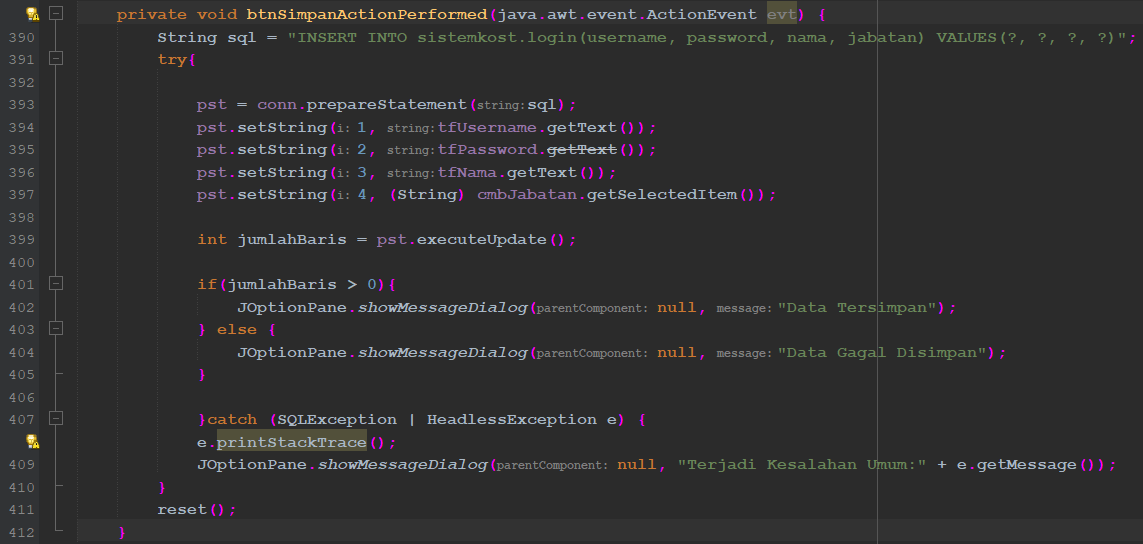 private void btnSimpanActionPerformed(java.awt.event.ActionEvent evt) {
390 String sql = "INSERT INTO sistemkost.login(username, password, nama, jabatan) VALUES(?, ?, ?, ?)";
391 try{
392
393 pst = conn.prepareStatement(string:sql);
394 pst.setString(i: 1, string:tfUsername.getText());
395 pst.setString(i: 2, string:tfPassword.getText());
396 pst.setString(i: 3, string:tfNama.getText());
397 pst.setString(i: 4, (String) cmbJabatan.getSelectedItem());
398
399 int jumlahBaris = pst.executeUpdate();
400
401 if(jumlahBaris > 0){
402 JOptionPane.showMessageDialog(parentComponent: null, message: "Data Tersimpan");
403 } else {
404 JOptionPane.showMessageDialog(parentComponent: null, message: "Data Gagal Disimpan");
405 }
406
407 }catch (SQLException | HeadlessException e) {
e.printStackTrace();
409 JOptionPane.showMessageDialog(parentComponent: null, "Terjadi Kesalahan Umum:" + e.getMessage());
410 }
411 reset();
412 }